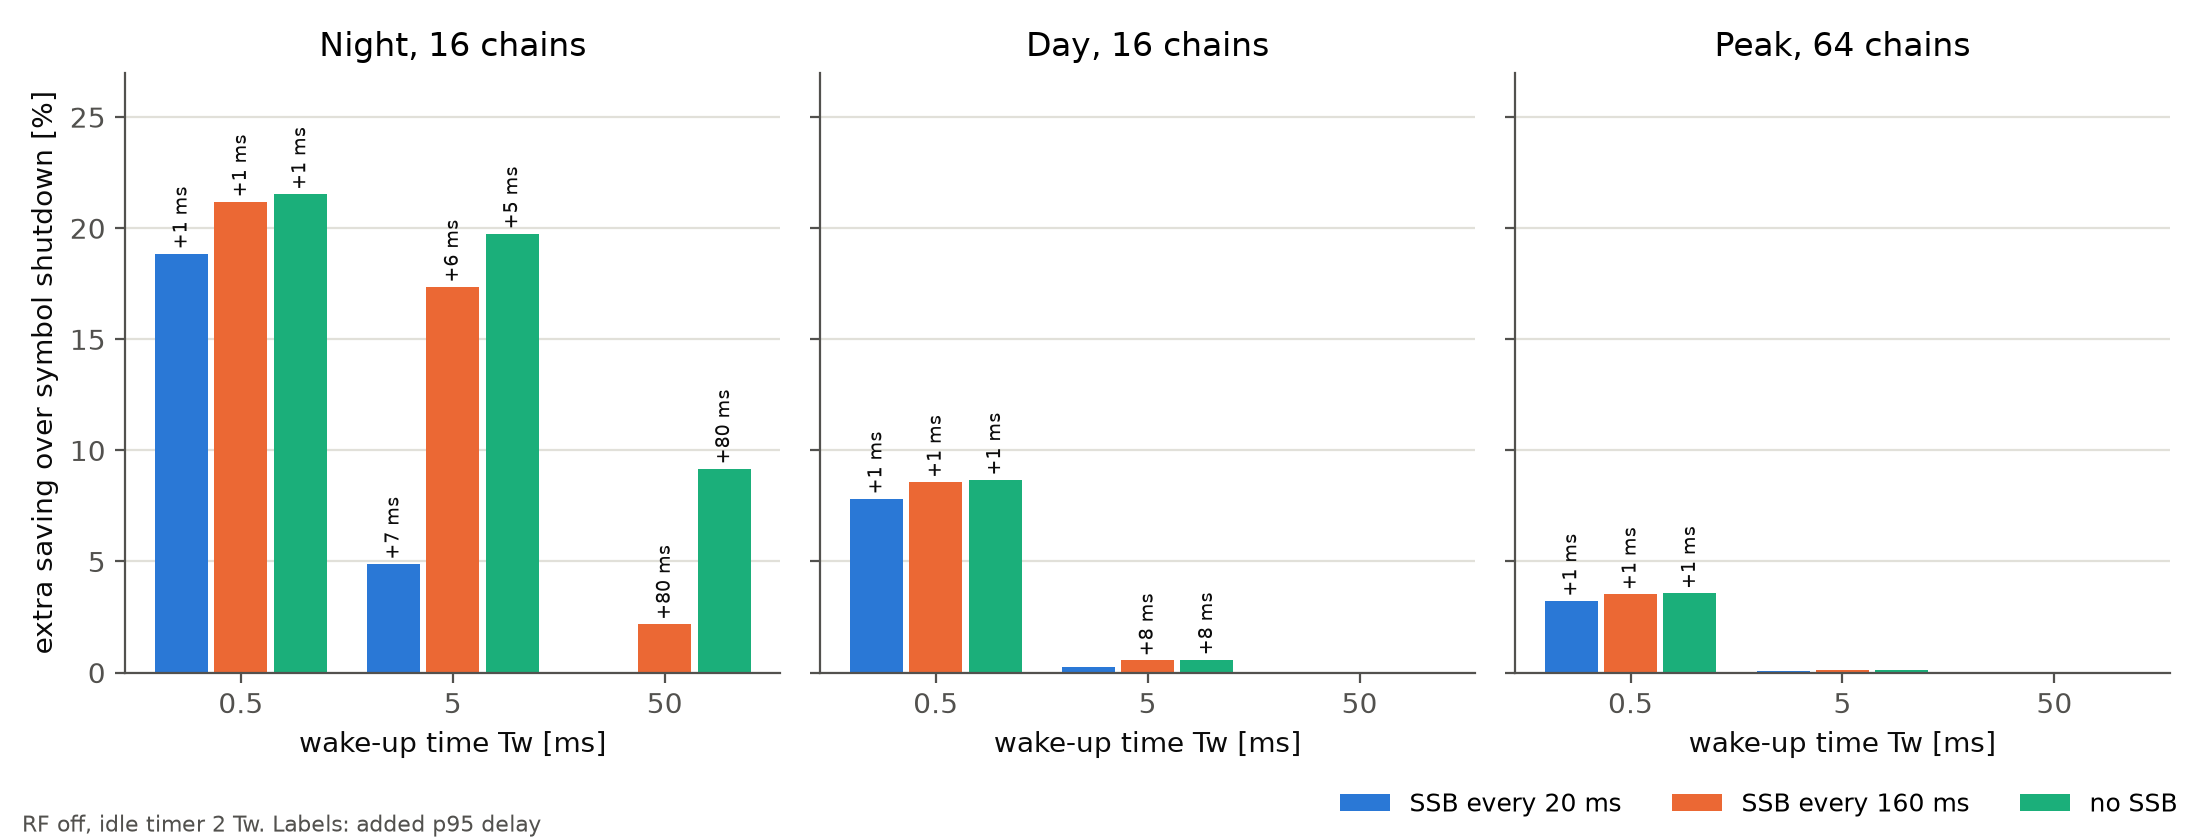 Night, 16 chains
Day, 16 chains
Peak, 64 chains
extra saving over symbol shutdown [%]
25
20
15
10
5
0
+1 ms
+1 ms
+1 ms
+7 ms
+6 ms
+5 ms
+80 ms
+80 ms
+1 ms
+1 ms
+1 ms
+8 ms
+8 ms
+1 ms
+1 ms
+1 ms
0.5
5
50
0.5
5
50
0.5
5
50
wake-up time Tw [ms]
wake-up time Tw [ms]
wake-up time Tw [ms]
SSB every 20 ms
SSB every 160 ms
no SSB
RF off, idle timer 2 Tw. Labels: added p95 delay